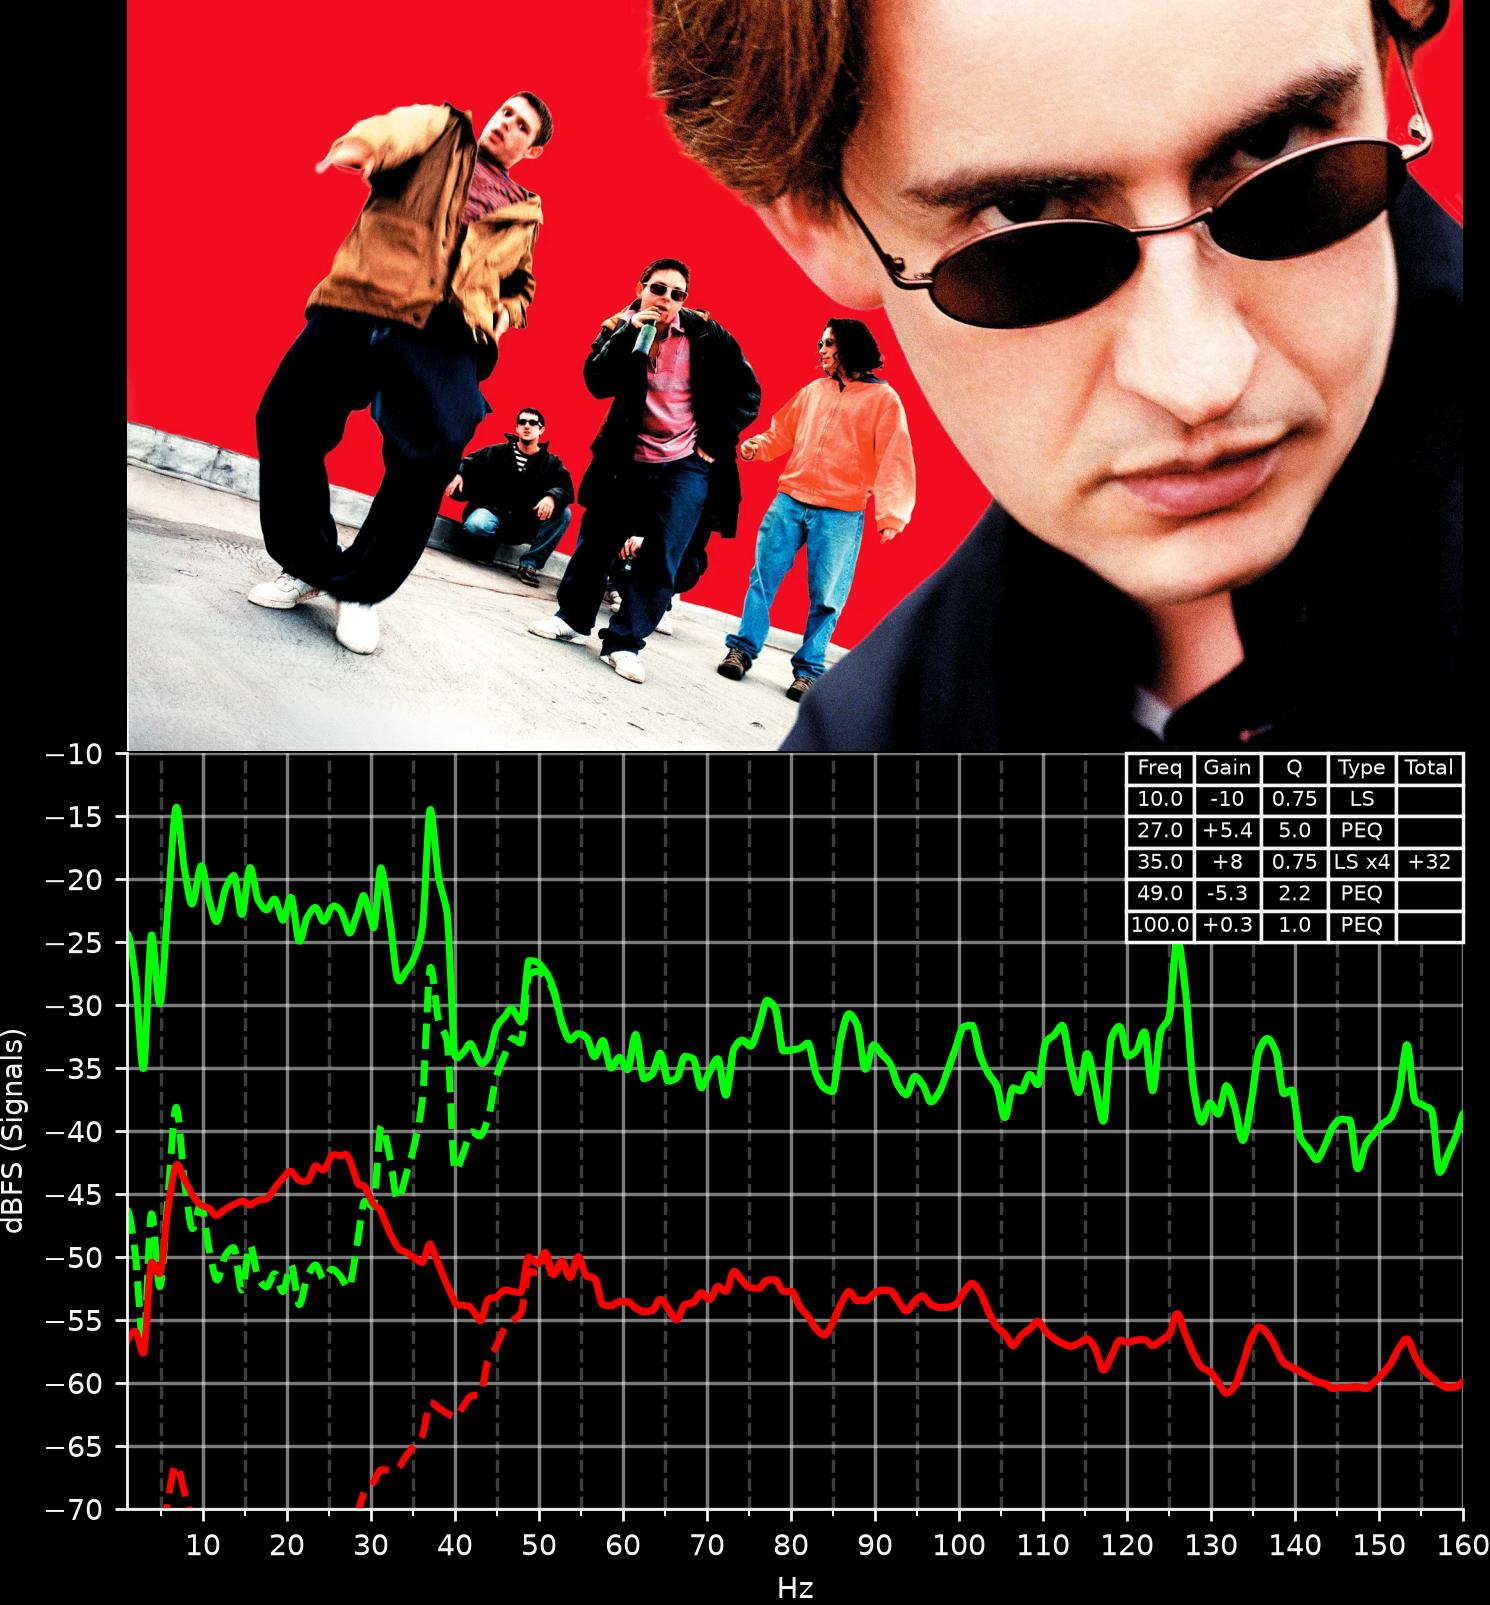 Freq Gain Q Type Total
10.0 -10 0.75 LS
27.0 +5.4 5.0 PEQ
35.0 +8 0.75 LS x4 +32
49.0 -5.3 2.2 PEQ
100.0 +0.3 1.0 PEQ
−10
−15
−20
−25
−30
−35
−40
−45
−50
−55
−60
−65
−70
dBFS (Signals)
10 20 30 40 50 60 70 80 90 100 110 120 130 140 150 160
Hz